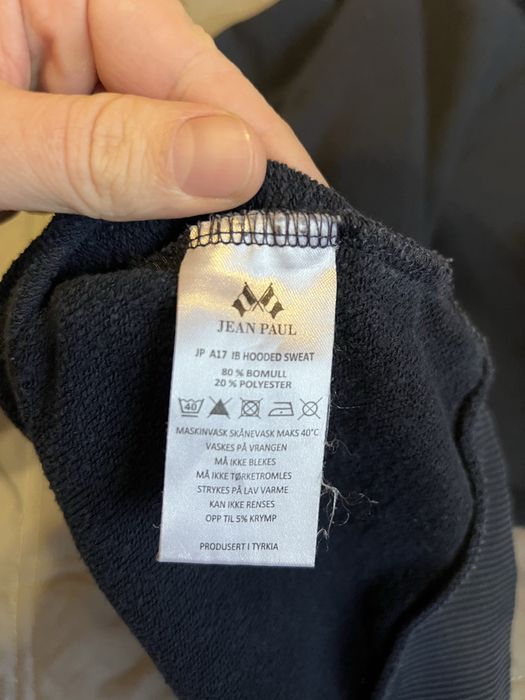 JEAN PAUL
JP A17 IB HOODED SWEAT
80 % BOMULL
20 % POLYESTER
40
MASKINVASK SKÅNEVASK MAKS 40°C
VASKES PÅ VRANGEN
MÅ IKKE BLEKES
MÅ IKKE TØRKETROMLES
STRYKES PÅ LAV VARME
KAN IKKE RENSES
OPP TIL 5% KRYMP
PRODUSERT I TYRKIA